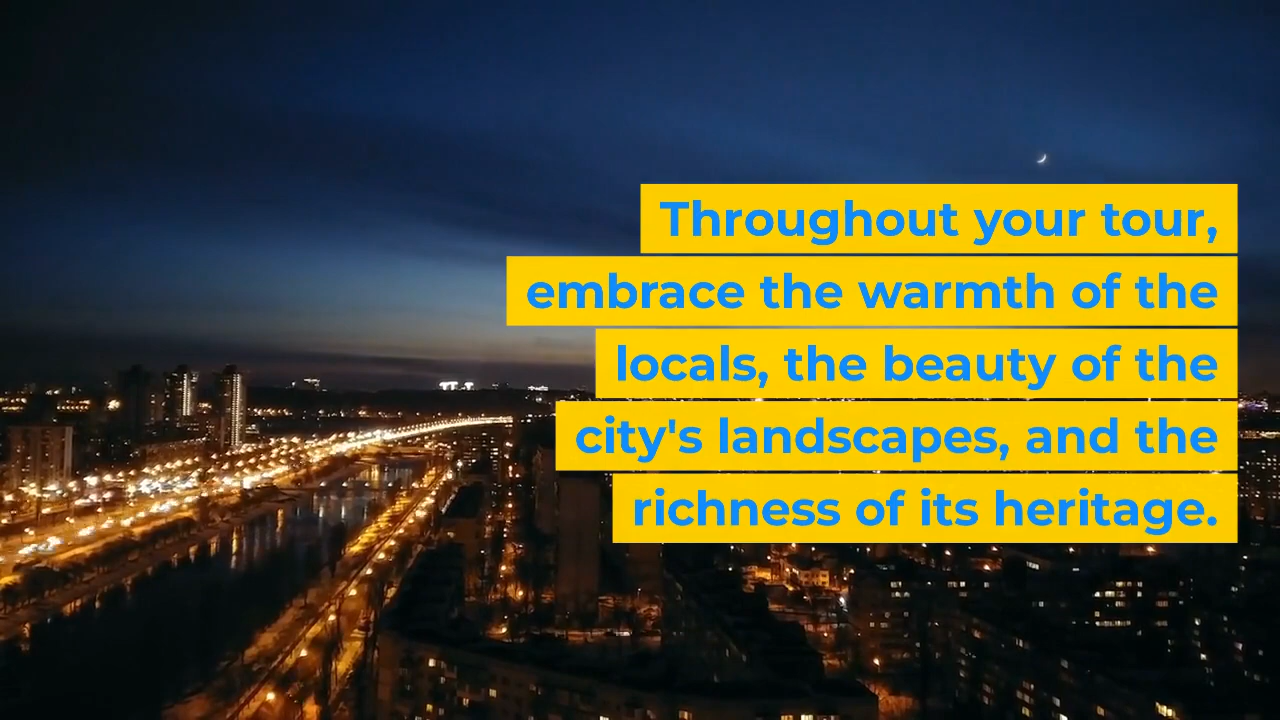 Throughout your tour,
embrace the warmth of the
locals, the beauty of the
city's landscapes, and the
richness of its heritage.